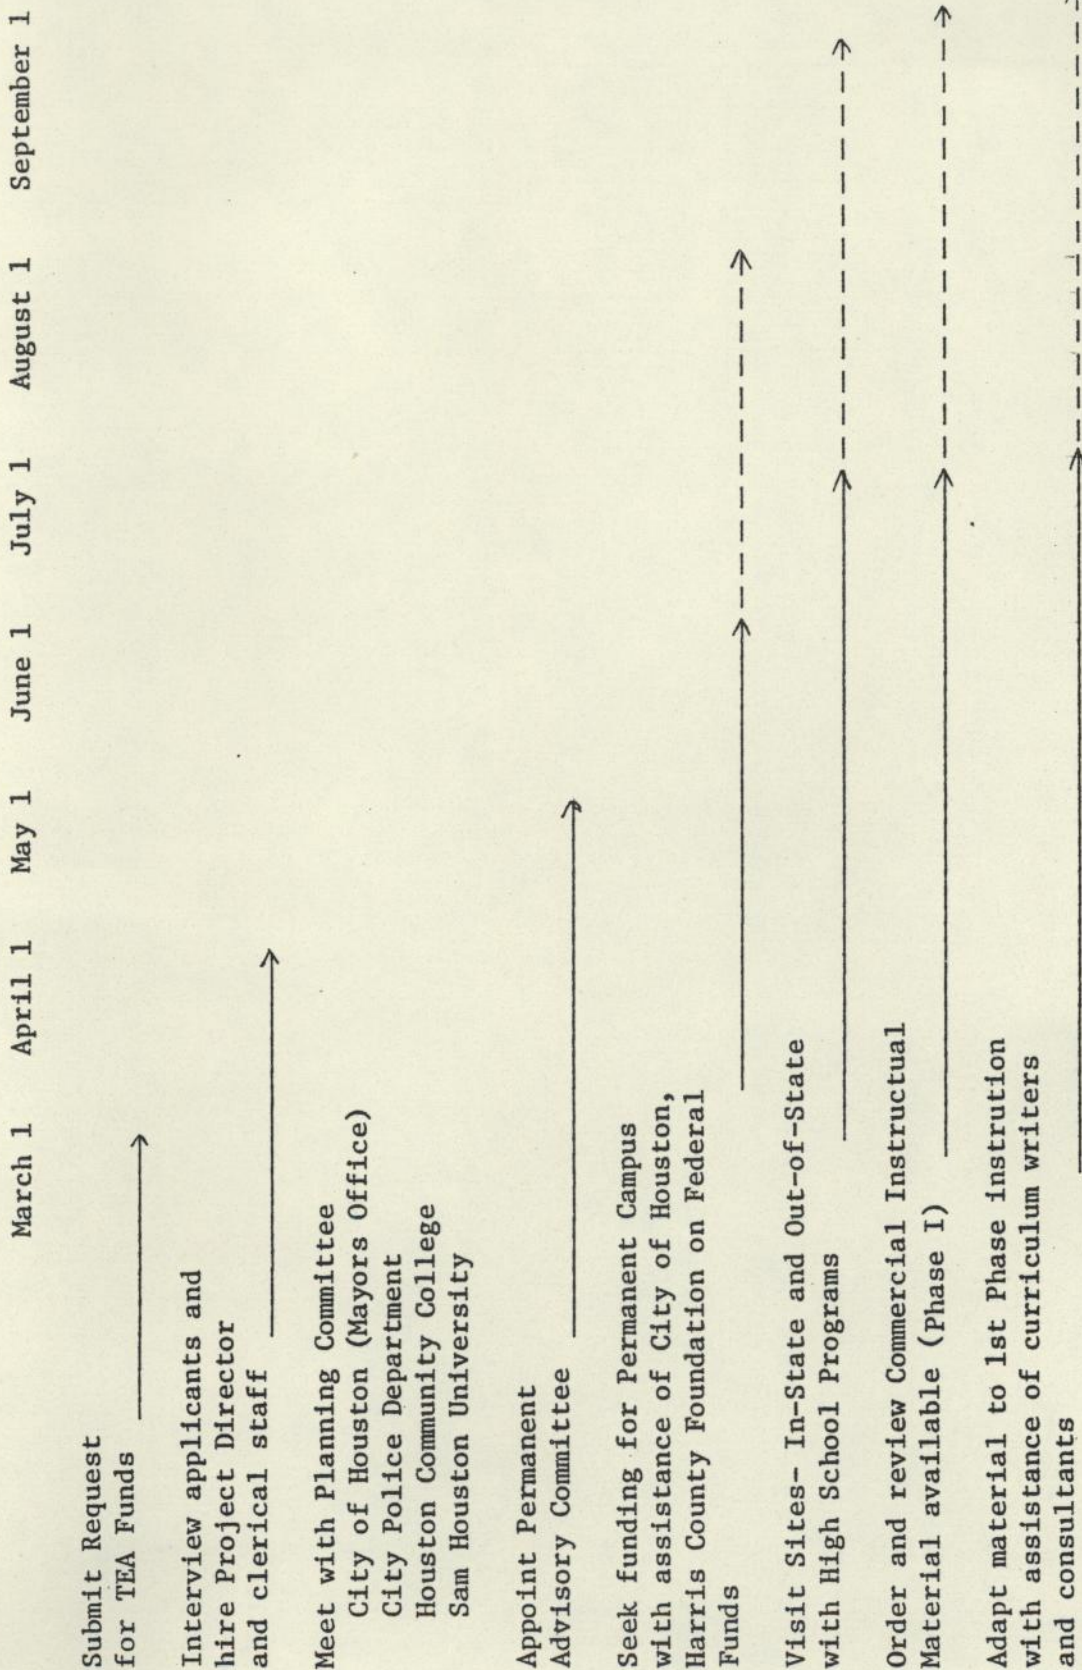 March 1 April 1 May 1 June 1 July 1 August 1 September 1
Submit Request
for TEA Funds
Interview applicants and
hire Project Director
and clerical staff
Meet with Planning Committee
City of Houston (Mayors Office)
City Police Department
Houston Community College
Sam Houston University
Appoint Permanent
Advisory Committee
Seek funding for Permanent Campus
with assistance of City of Houston,
Harris County Foundation on Federal
Funds
Visit Sites- In-State and Out-of-State
with High School Programs
Order and review Commercial Instructual
Material available (Phase I)
Adapt material to 1st Phase instrution
with assistance of curriculum writers
and consultants